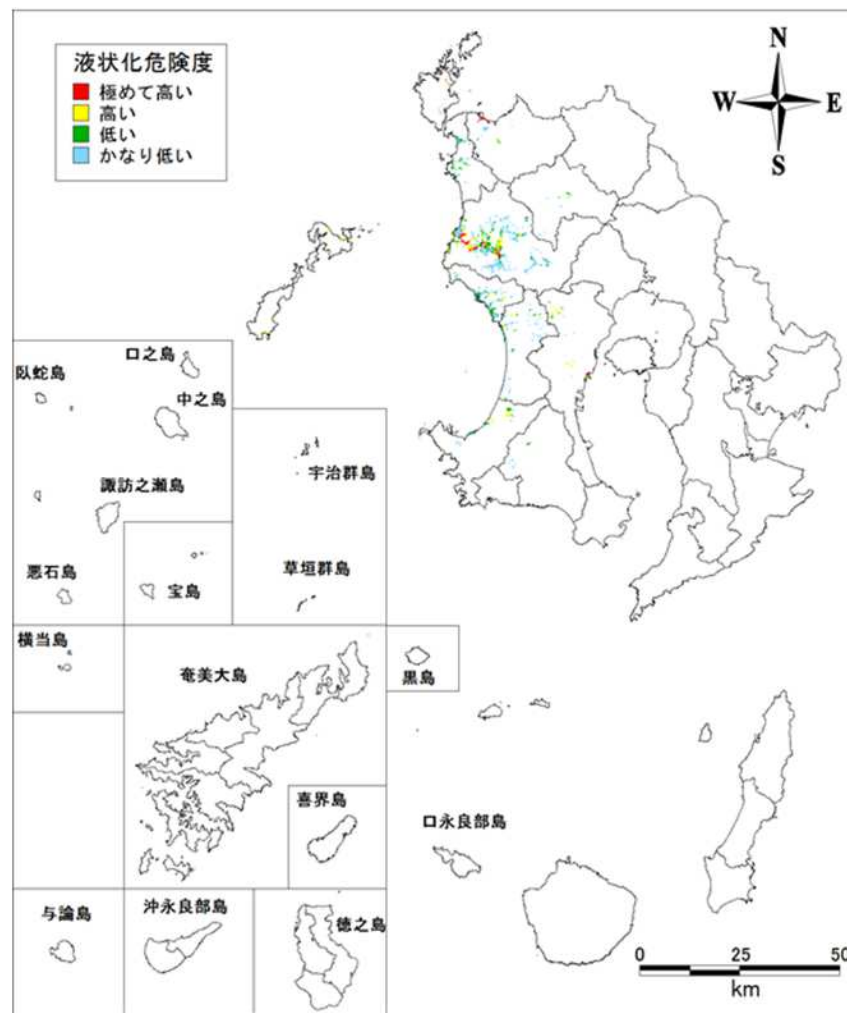 液状化危険度
極めて高い
高い
低い
かなり低い
N
W
E
S
口之島
臥蛇島
中之島
宇治群島
諏訪之瀬島
草垣群島
悪石島
宝島
横当島
奄美大島
黒島
喜界島
口永良部島
与論島
沖永良部島
徳之島
0 25 50
km